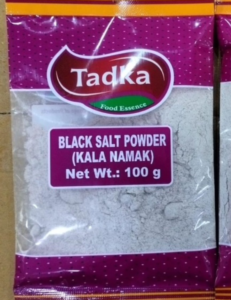 Tadka
Food Essence
BLACK SALT POWDER
(KALA NAMAK)
Net Wt.: 100 g